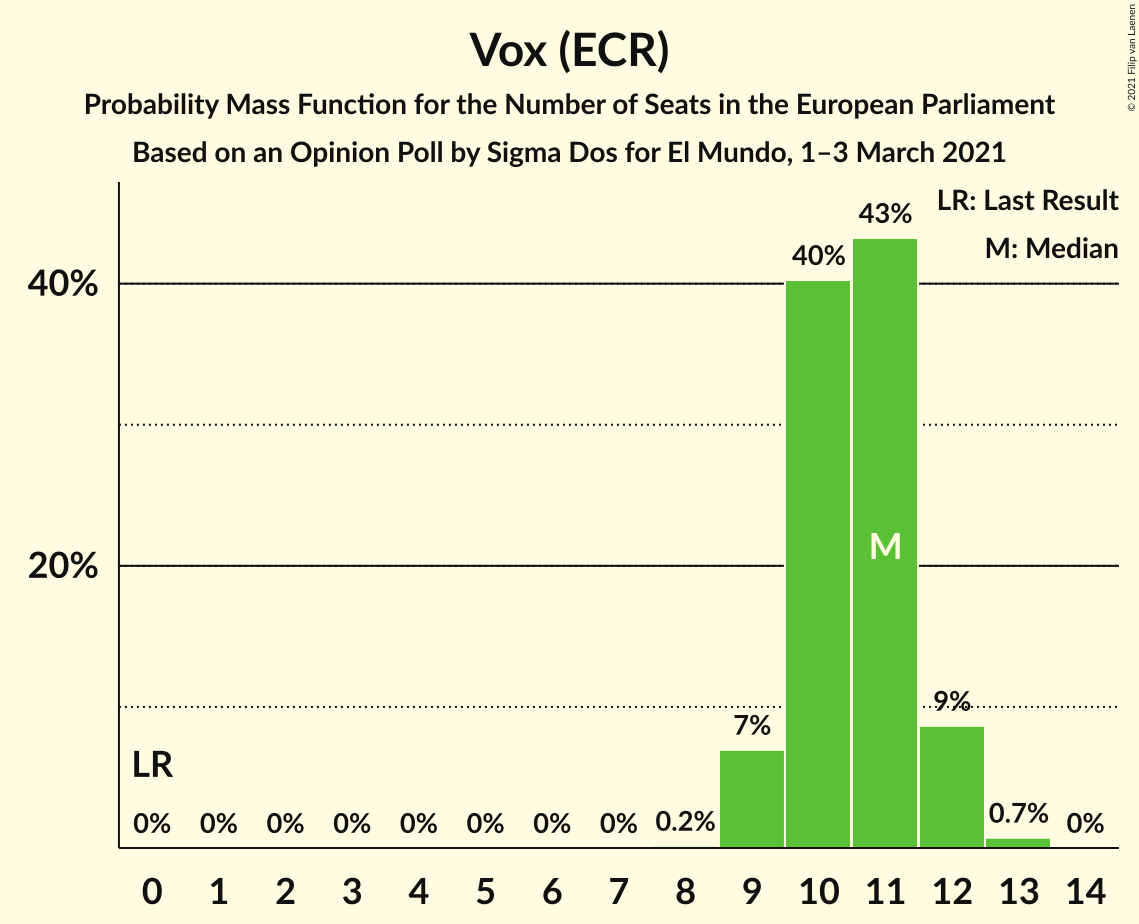 Vox (ECR)
Probability Mass Function for the Number of Seats in the European Parliament
Based on an Opinion Poll by Sigma Dos for El Mundo, 1–3 March 2021
© 2021 Filip van Laenen
LR: Last Result
M: Median
43%
40%
40%
M
20%
9%
7%
LR
0% 0% 0% 0% 0% 0% 0% 0% 0.2% 0.7% 0%
0 1 2 3 4 5 6 7 8 9 10 11 12 13 14